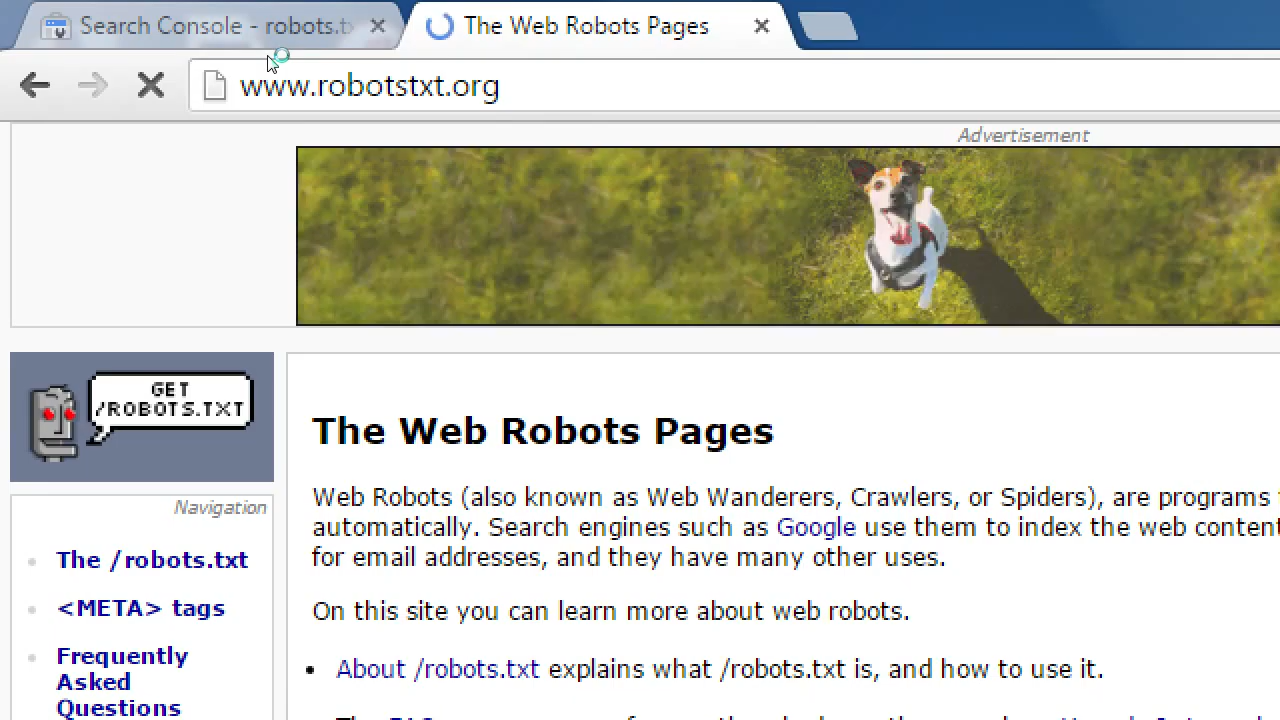 Search Console - robots.t
The Web Robots Pages
www.robotstxt.org
Advertisement
GET
/ROBOTS.TXT
The Web Robots Pages
Web Robots (also known as Web Wanderers, Crawlers, or Spiders), are programs
automatically. Search engines such as Google use them to index the web content
for email addresses, and they have many other uses.
On this site you can learn more about web robots.
• About /robots.txt explains what /robots.txt is, and how to use it.
Navigation
• The /robots.txt
• <META> tags
• Frequently
Asked
Questions